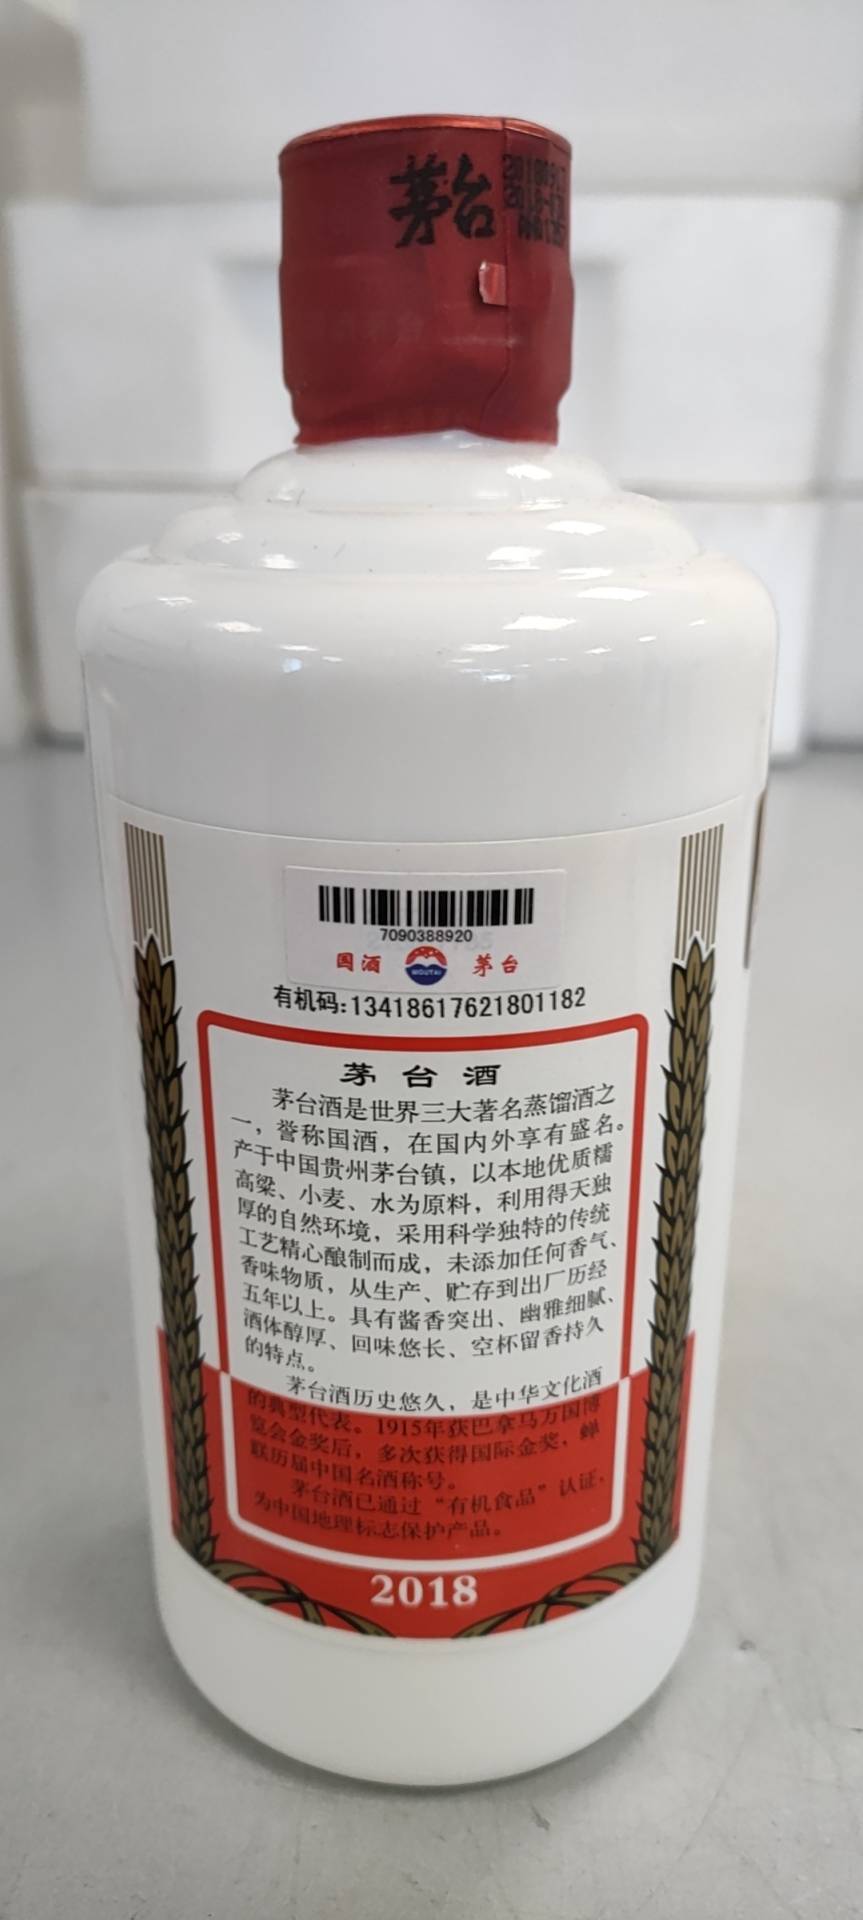 茅台
7090388920
国酒 MOUTAI 茅台
有机码:13418617621801182
茅台酒
茅台酒是世界三大著名蒸馏酒之
一，誉称国酒，在国内外享有盛名。
产于中国贵州茅台镇，以本地优质糯
高粱、小麦、水为原料，利用得天独
厚的自然环境，采用科学独特的传统
工艺精心酿制而成，未添加任何香气、
香味物质，从生产、贮存到出厂历经
五年以上。具有酱香突出、幽雅细腻、
酒体醇厚、回味悠长、空杯留香持久
的特点。
茅台酒历史悠久，是中华文化酒
的典型代表。1915年获巴拿马万国博
览会金奖后，多次获得国际金奖，蝉
联历届中国名酒称号。
茅台酒已通过“有机食品”认证，
为中国地理标志保护产品。
2018